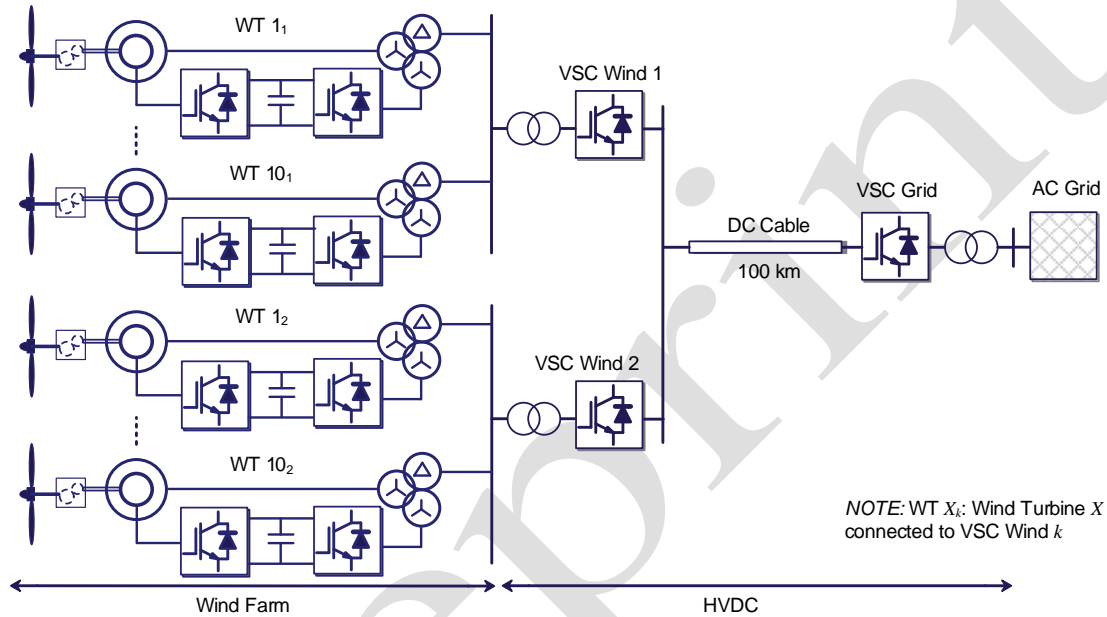 WT 1₁
VSC Wind 1
WT 10₁
VSC Grid
AC Grid
DC Cable
100 km
WT 1₂
VSC Wind 2
WT 10₂
NOTE: WT Xₖ: Wind Turbine X
connected to VSC Wind k
Wind Farm
HVDC
eprint